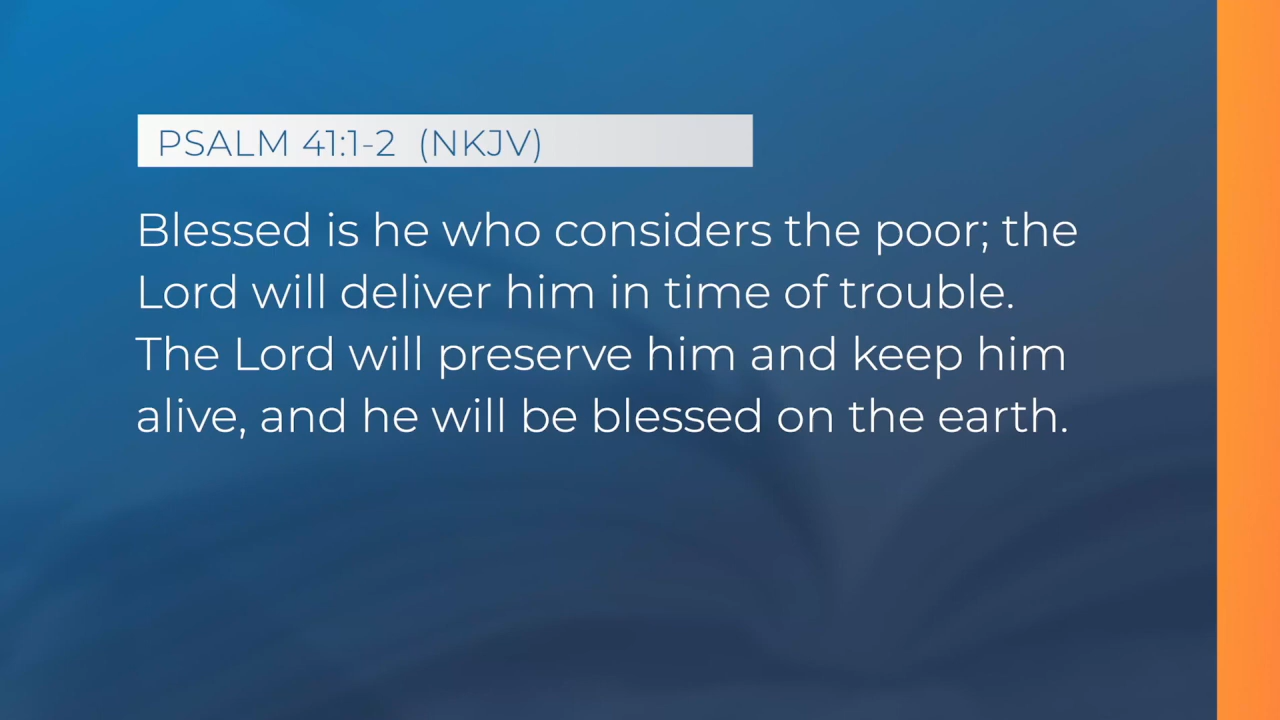 PSALM 41:1-2 (NKJV)
Blessed is he who considers the poor; the
Lord will deliver him in time of trouble.
The Lord will preserve him and keep him
alive, and he will be blessed on the earth.